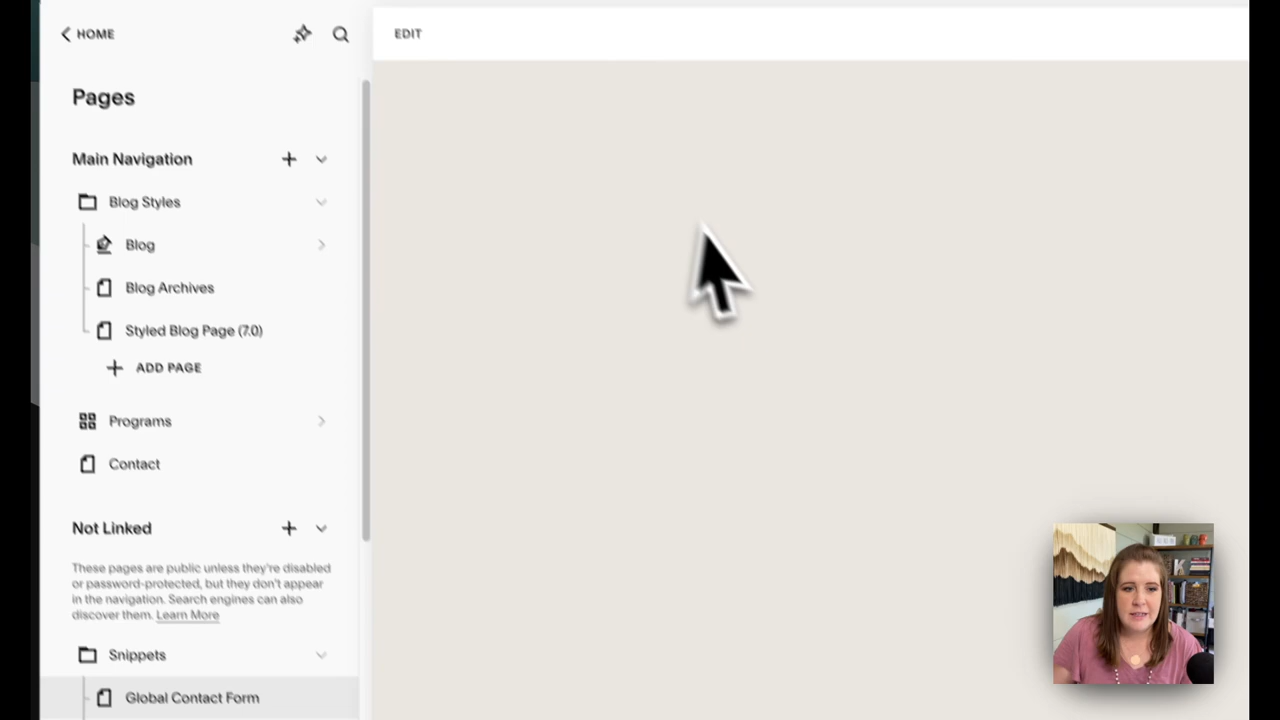 HOME
EDIT
Pages
Main Navigation
Blog Styles
Blog
Blog Archives
Styled Blog Page (7.0)
ADD PAGE
Programs
Contact
Not Linked
These pages are public unless they're disabled
or password-protected, but they don't appear
in the navigation. Search engines can also
discover them. Learn More
Snippets
Global Contact Form